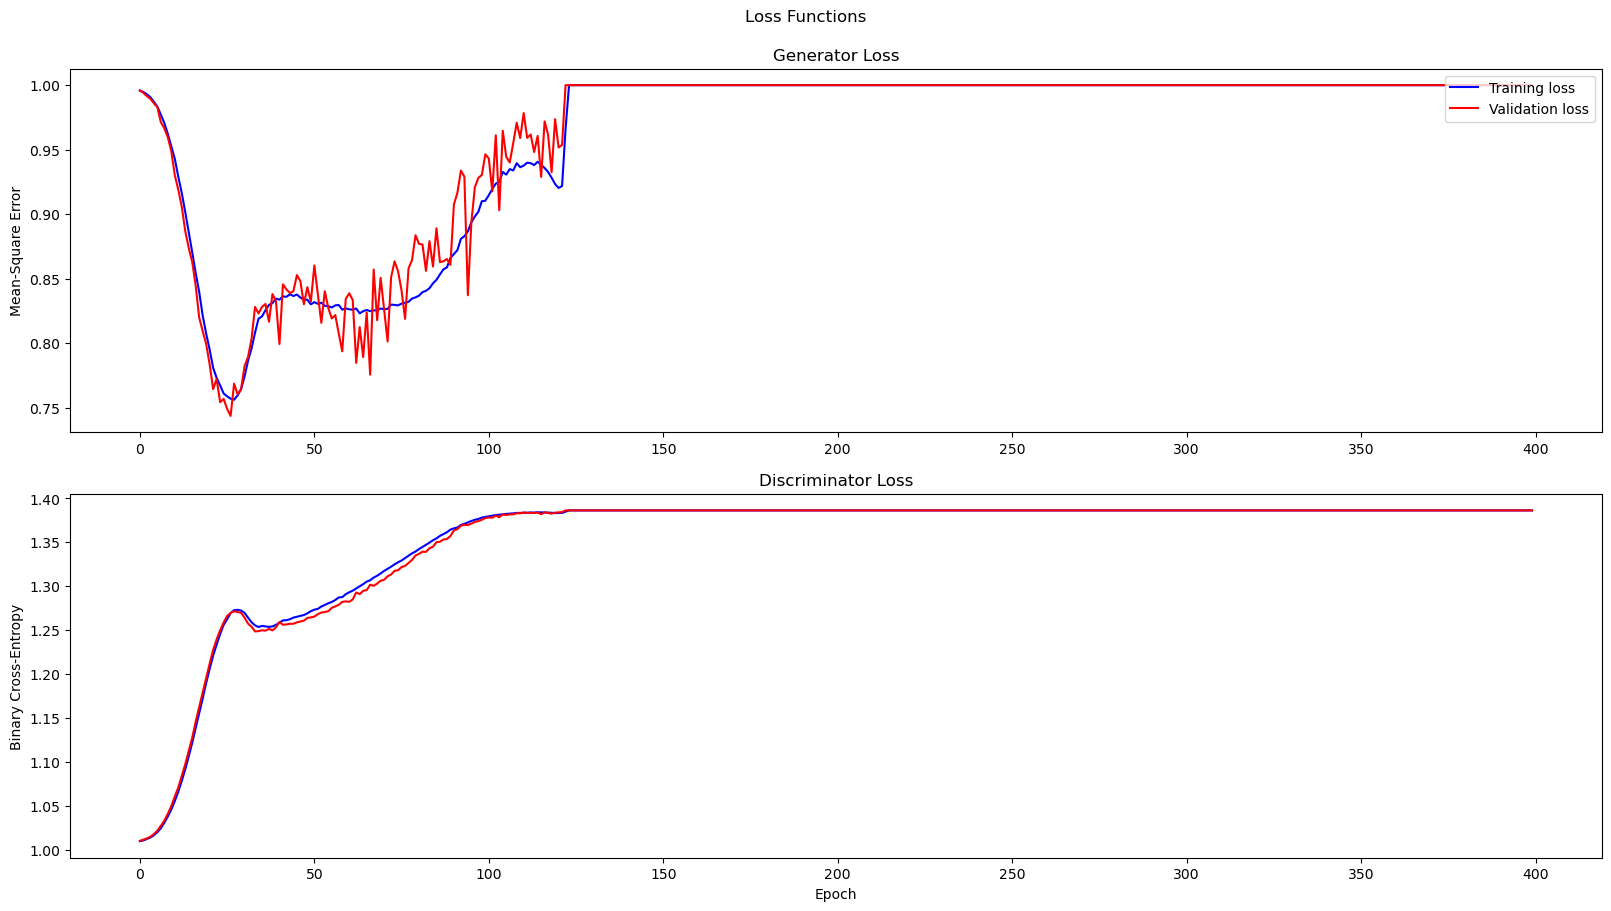 Loss Functions
Generator Loss
Mean-Square Error
1.00
0.95
0.90
0.85
0.80
0.75
Training loss
Validation loss
0 50 100 150 200 250 300 350 400
Discriminator Loss
Binary Cross-Entropy
1.40
1.35
1.30
1.25
1.20
1.15
1.10
1.05
1.00
0 50 100 150 200 250 300 350 400
Epoch